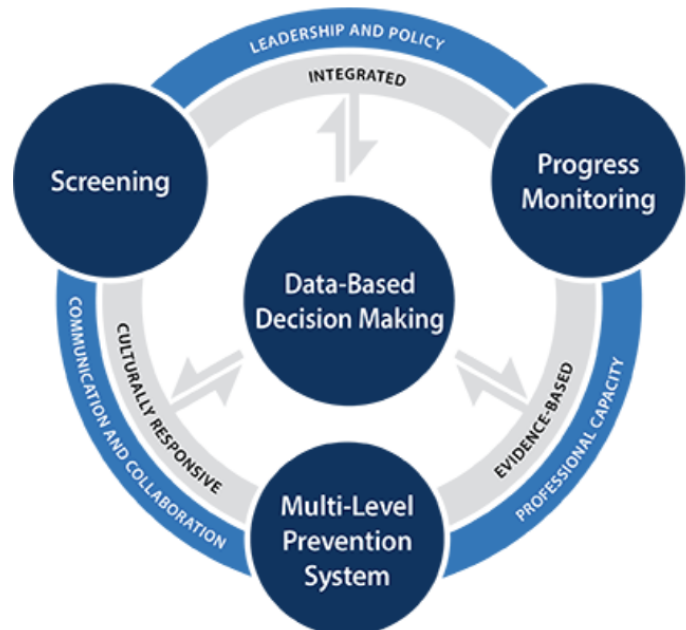 LEADERSHIP AND POLICY
INTEGRATED
Screening
Progress
Monitoring
Data-Based
Decision Making
COMMUNICATION AND COLLABORATION
CULTURALLY RESPONSIVE
EVIDENCE-BASED
PROFESSIONAL CAPACITY
Multi-Level
Prevention
System